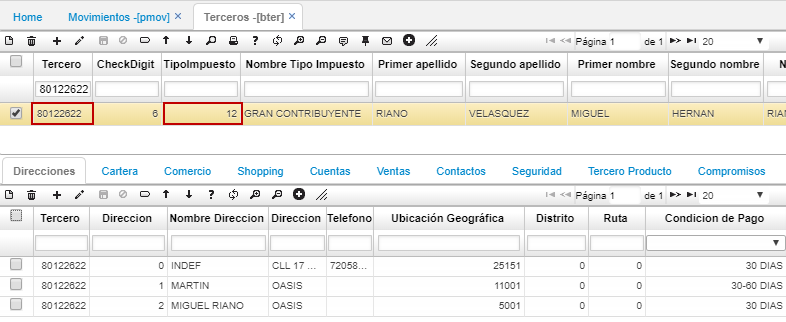 Home Movimientos -[pmov] ✕ Terceros -[bter] ✕
Página 1 de 1 20
Tercero CheckDigit TipoImpuesto Nombre Tipo Impuesto Primer apellido Segundo apellido Primer nombre Segundo nombre N
80122622
80122622 6 12 GRAN CONTRIBUYENTE RIANO VELASQUEZ MIGUEL HERNAN RIAN
Direcciones Cartera Comercio Shopping Cuentas Ventas Contactos Seguridad Tercero Producto Compromisos
Página 1 de 1 20
Tercero Direccion Nombre Direccion Direccion Telefono Ubicación Geográfica Distrito Ruta Condicion de Pago
80122622 0 INDEF CLL 17 ... 72058... 25151 0 0 30 DIAS
80122622 1 MARTIN OASIS 11001 0 0 30-60 DIAS
80122622 2 MIGUEL RIANO OASIS 5001 0 0 30 DIAS